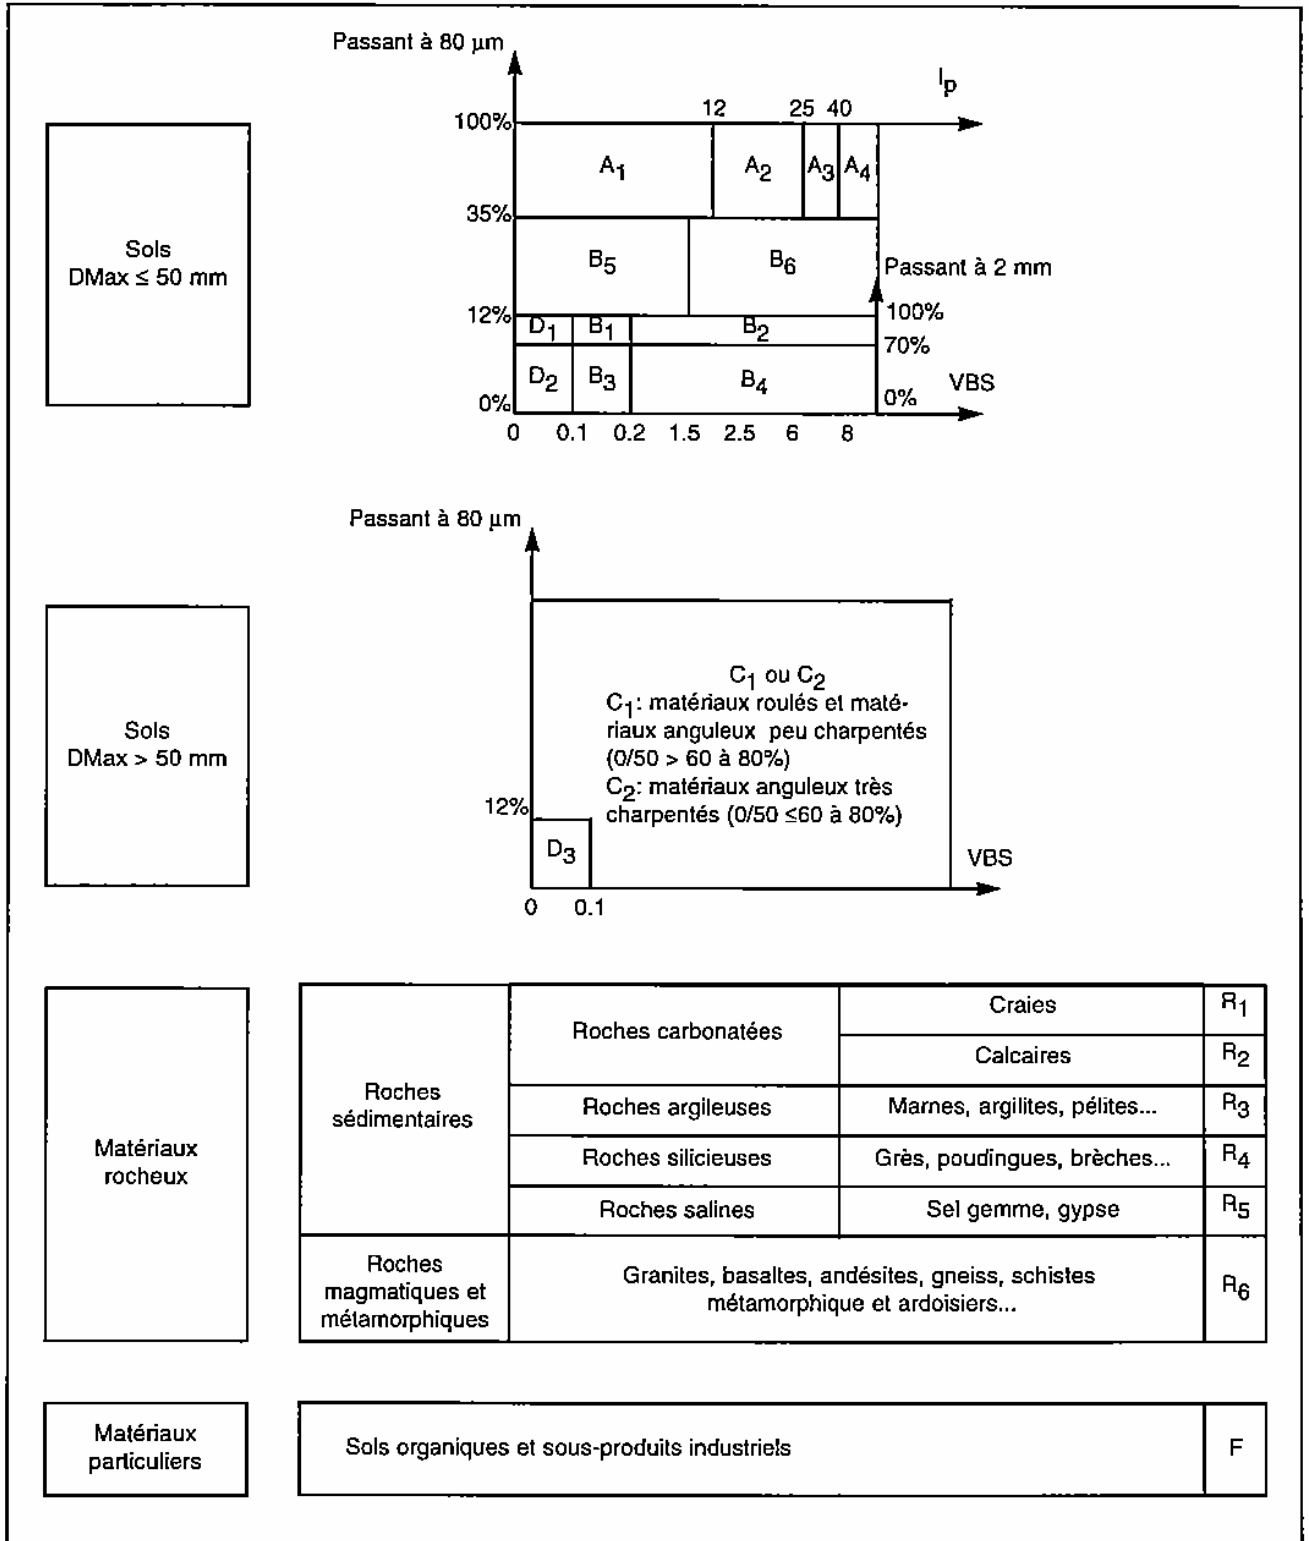 Passant à 80 µm
Ip
12 25 40
100%
A1 A2 A3 A4
35%
Sols
DMax ≤ 50 mm
B5 B6
Passant à 2 mm
12%
100%
D1 B1 B2
70%
D2 B3 B4
VBS
0%
0%
0 0.1 0.2 1.5 2.5 6 8
Passant à 80 µm
Sols
DMax > 50 mm
C1 ou C2
C1: matériaux roulés et maté-
riaux anguleux peu charpentés
(0/50 > 60 à 80%)
C2: matériaux anguleux très
charpentés (0/50 ≤60 à 80%)
12%
D3
VBS
0 0.1
Matériaux
rocheux
Roches
sédimentaires
Roches carbonatées
Craies R1
Calcaires R2
Roches argileuses Marnes, argilites, pélites... R3
Roches silicieuses Grès, poudingues, brèches... R4
Roches salines Sel gemme, gypse R5
Roches
magmatiques et
métamorphiques
Granites, basaltes, andésites, gneiss, schistes
métamorphique et ardoisiers...
R6
Matériaux
particuliers
Sols organiques et sous-produits industriels F